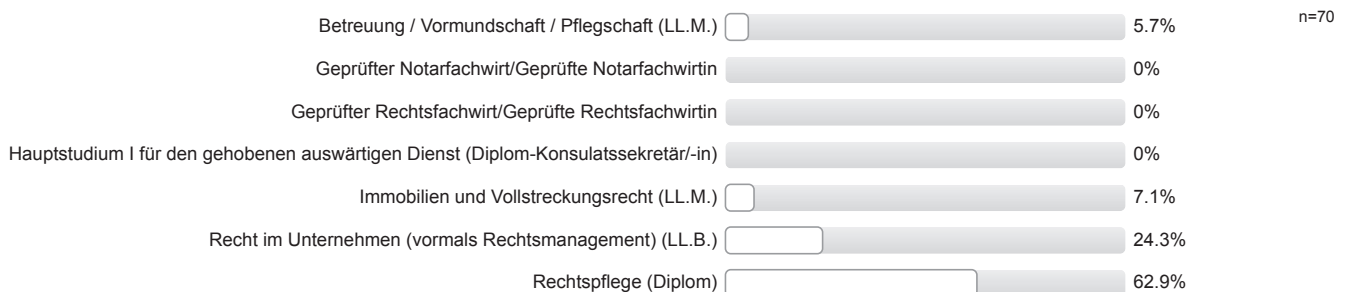 Betreuung / Vormundschaft / Pflegschaft (LL.M.) 5.7% n=70
Geprüfter Notarfachwirt/Geprüfte Notarfachwirtin 0%
Geprüfter Rechtsfachwirt/Geprüfte Rechtsfachwirtin 0%
Hauptstudium I für den gehobenen auswärtigen Dienst (Diplom-Konsulatssekretär/-in) 0%
Immobilien und Vollstreckungsrecht (LL.M.) 7.1%
Recht im Unternehmen (vormals Rechtsmanagement) (LL.B.) 24.3%
Rechtspflege (Diplom) 62.9%